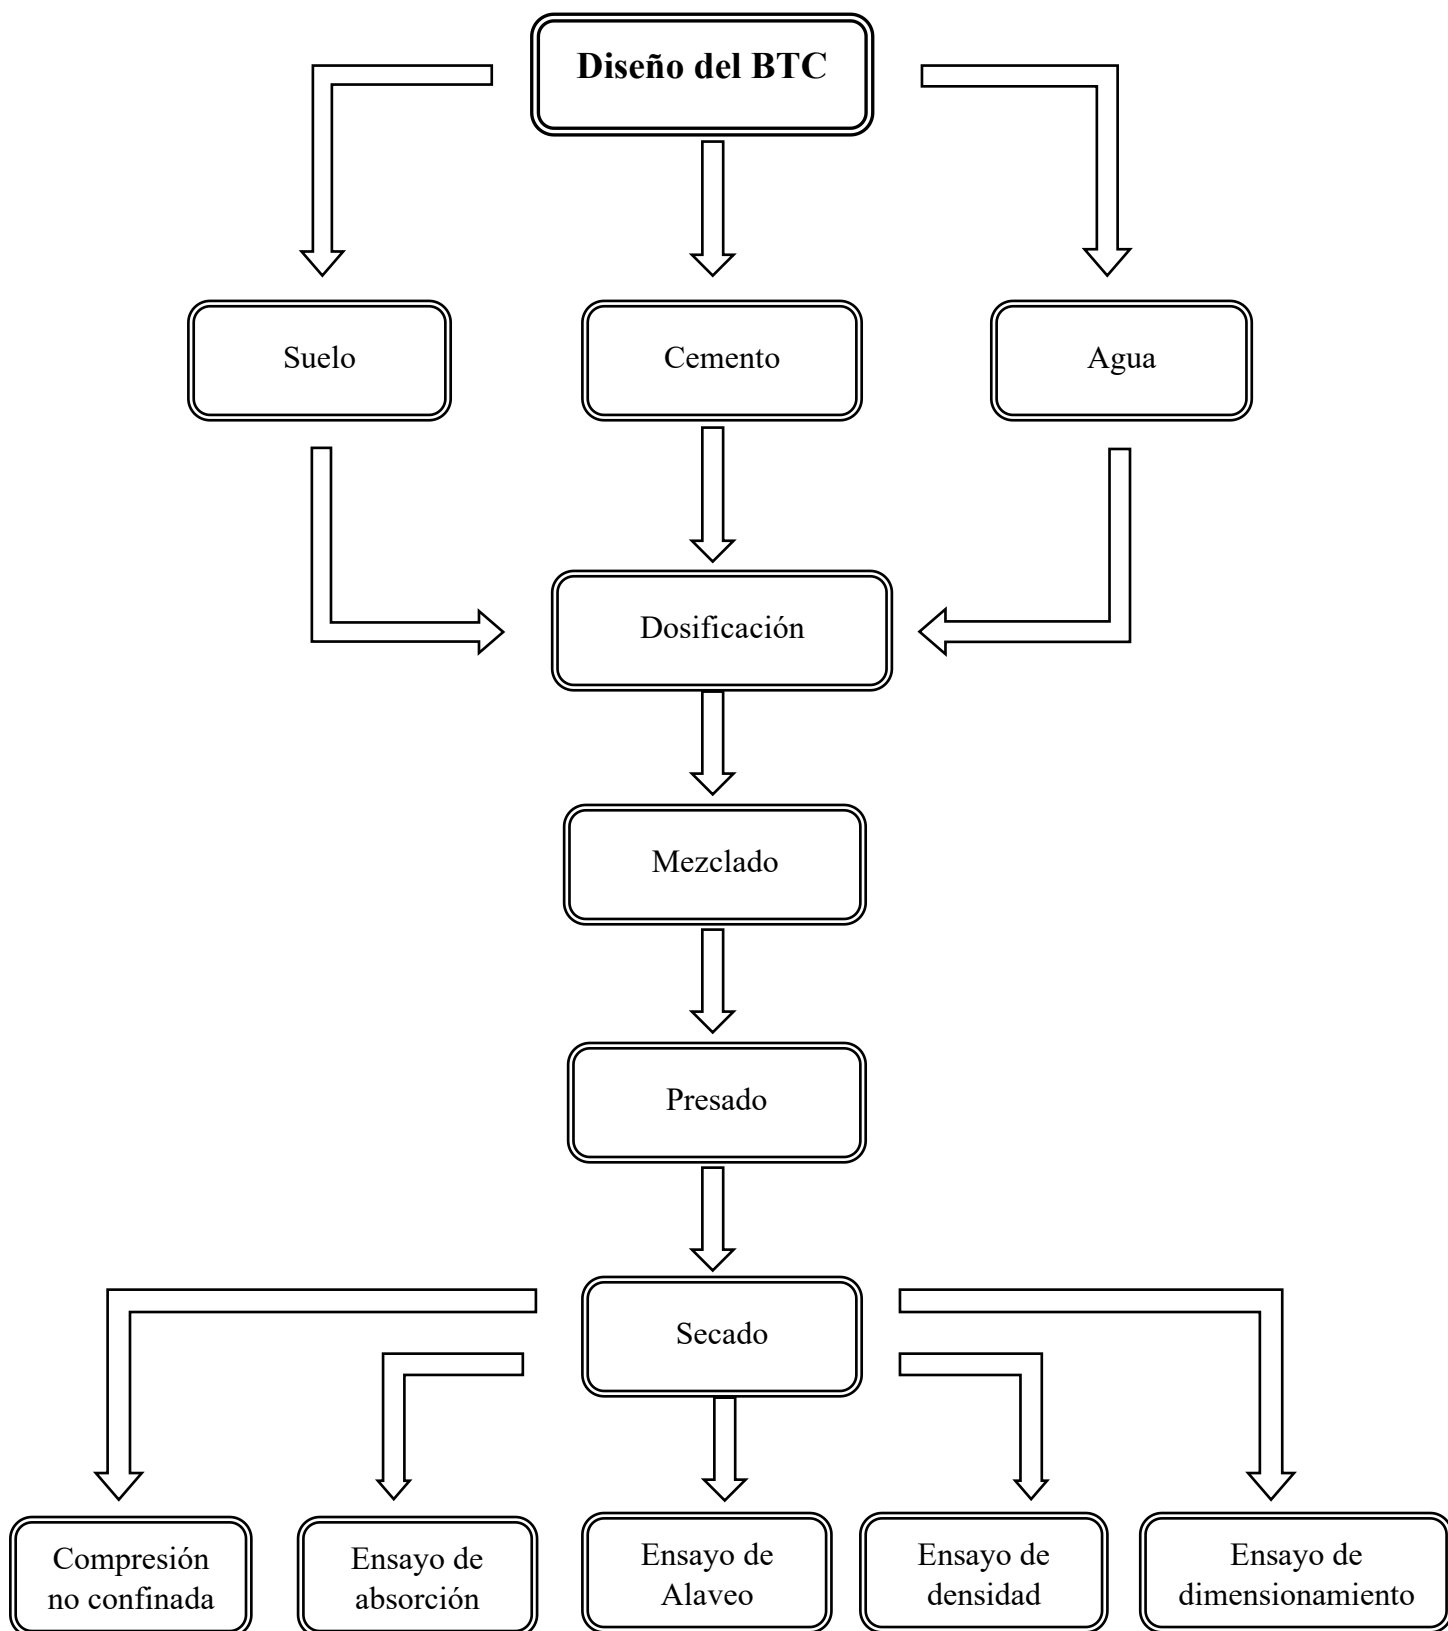 Diseño del BTC
Suelo
Cemento
Agua
Dosificación
Mezclado
Presado
Secado
Compresión
no confinada
Ensayo de
absorción
Ensayo de
Alaveo
Ensayo de
densidad
Ensayo de
dimensionamiento